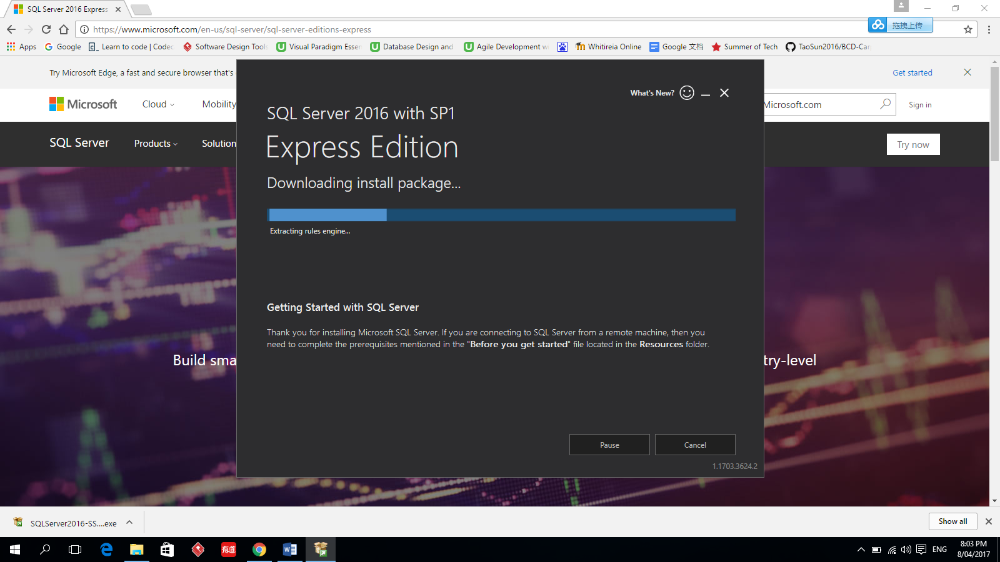 SQL Server 2016 Express
https://www.microsoft.com/en-us/sql-server/sql-server-editions-express
拖拽上传
Apps
Google
Learn to code | Codec
Software Design Tools
Visual Paradigm Essen
Database Design and
Agile Development w
Whitireia Online
Google 文档
Summer of Tech
TaoSun2016/BCD-Car
Try Microsoft Edge, a fast and secure browser that's
Get started
Microsoft
Cloud
Mobility
Microsoft.com
Sign in
SQL Server
Products
Solution
Try now
What's New?
SQL Server 2016 with SP1
Express Edition
Downloading install package...
Extracting rules engine...
Getting Started with SQL Server
Thank you for installing Microsoft SQL Server. If you are connecting to SQL Server from a remote machine, then you
need to complete the prerequisites mentioned in the "Before you get started" file located in the Resources folder.
Build sma
try-level
Pause
Cancel
1.1703.3624.2
SQLServer2016-SS....exe
Show all
有道
ENG
8:03 PM
8/04/2017